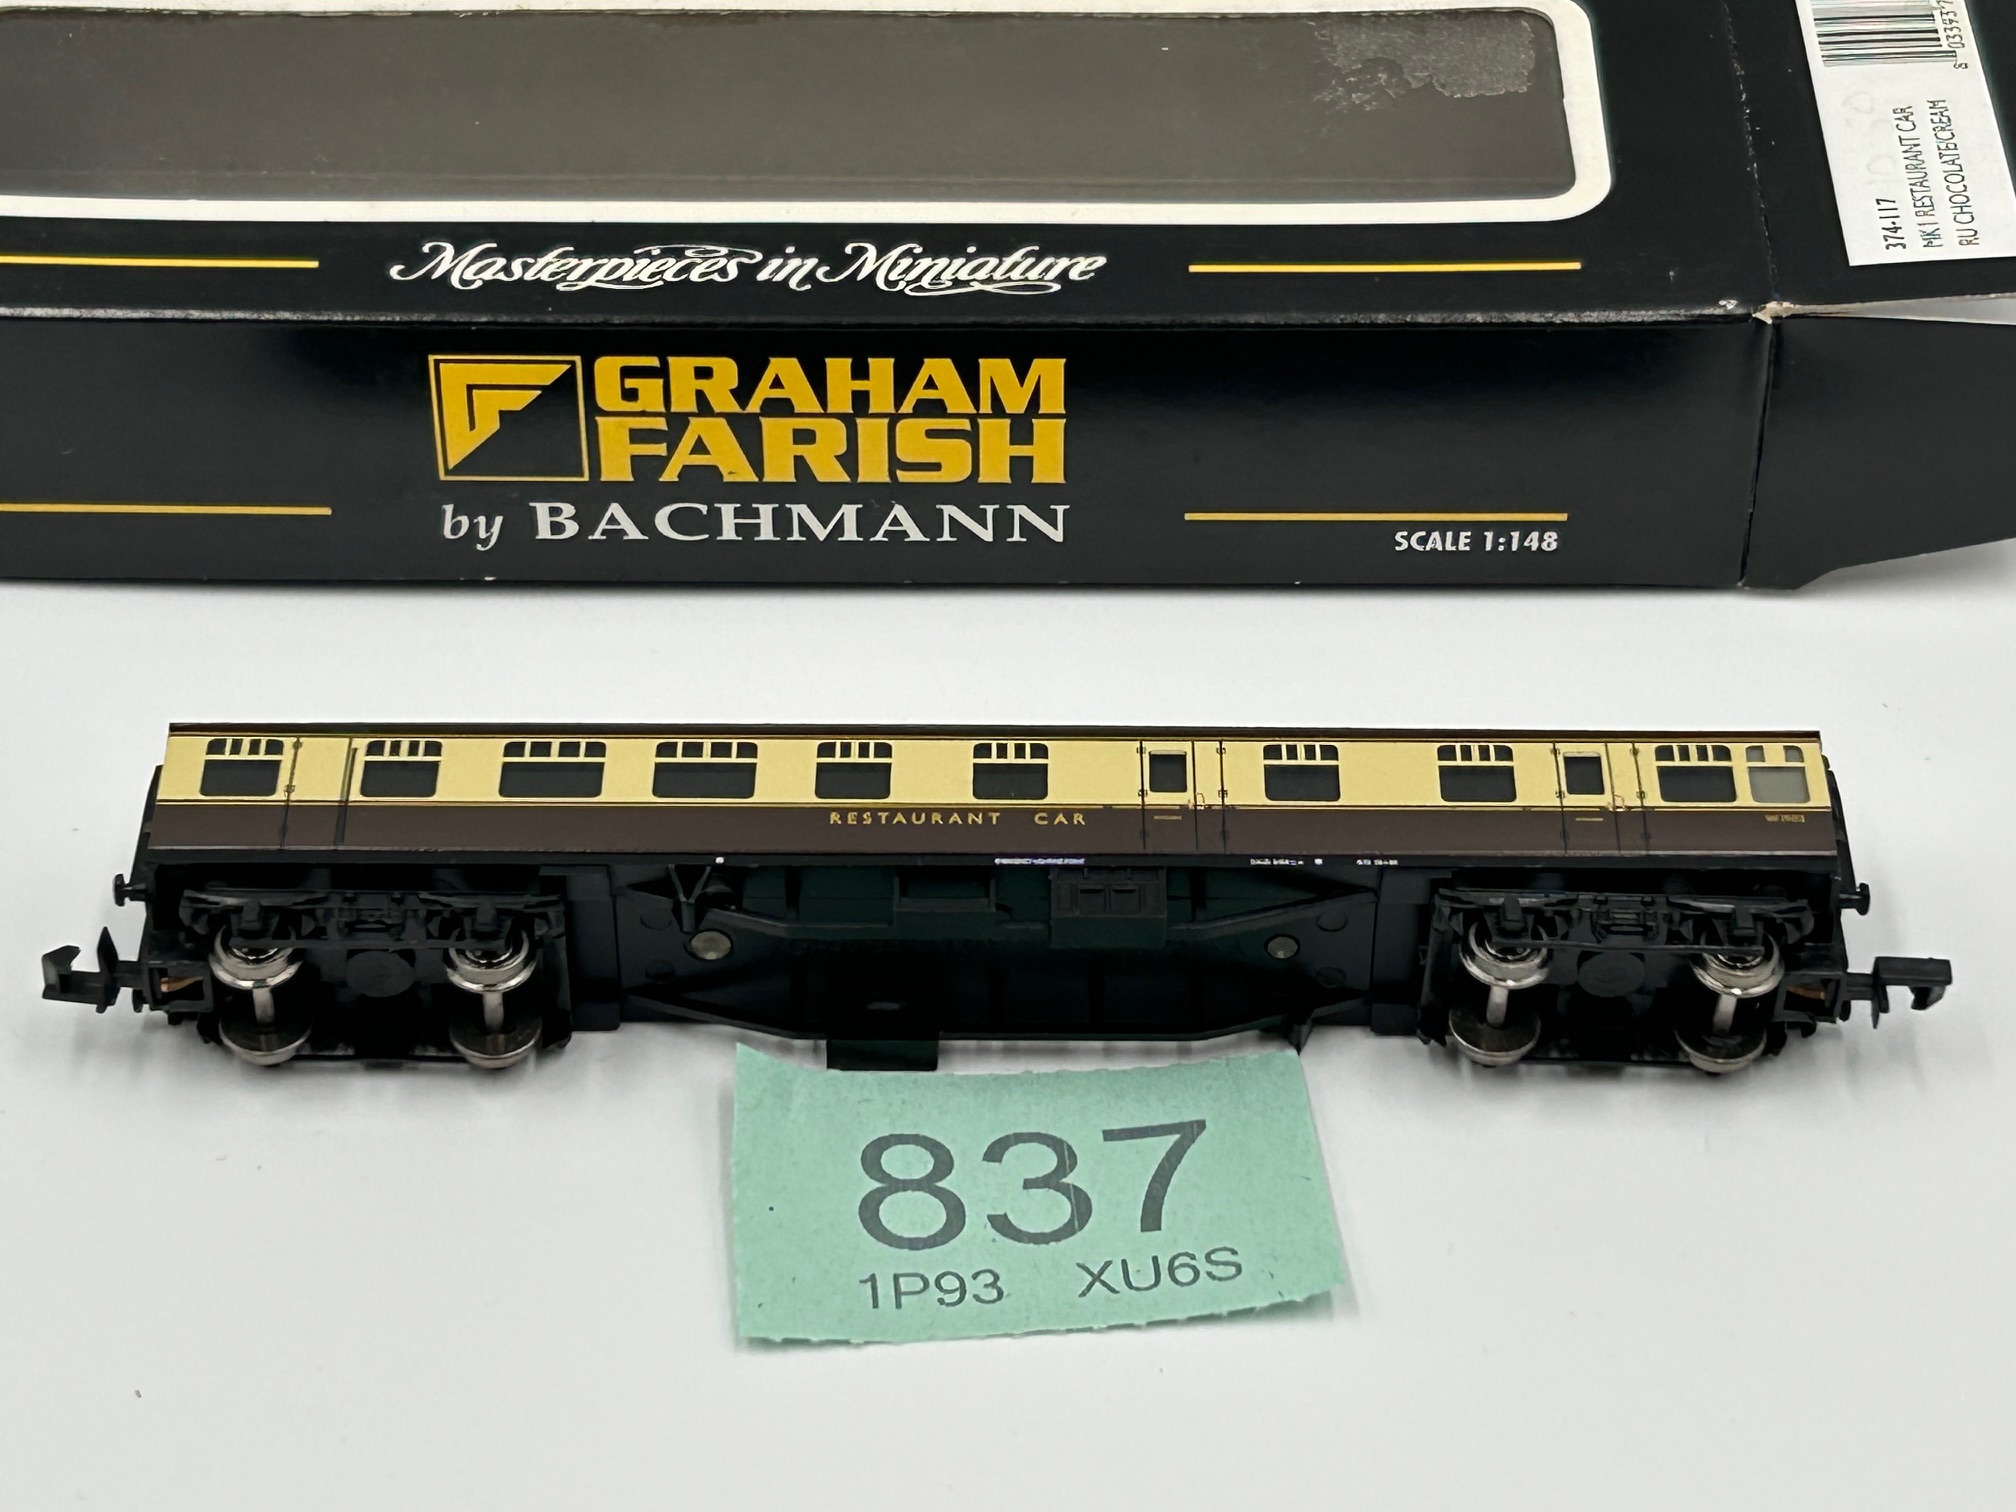 374-117
MK1 RESTAURANT CAR
RU CHOCOLATE/CREAM
Masterpieces in Miniature
GRAHAM
FARISH
by BACHMANN
SCALE 1:148
RESTAURANT CAR
837
1P93 XU6S